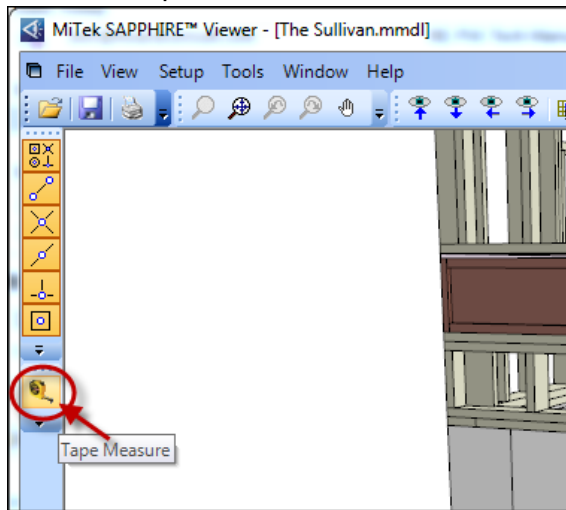 MiTek SAPPHIRE™ Viewer - [The Sullivan.mmdl]
File View Setup Tools Window Help
Tape Measure